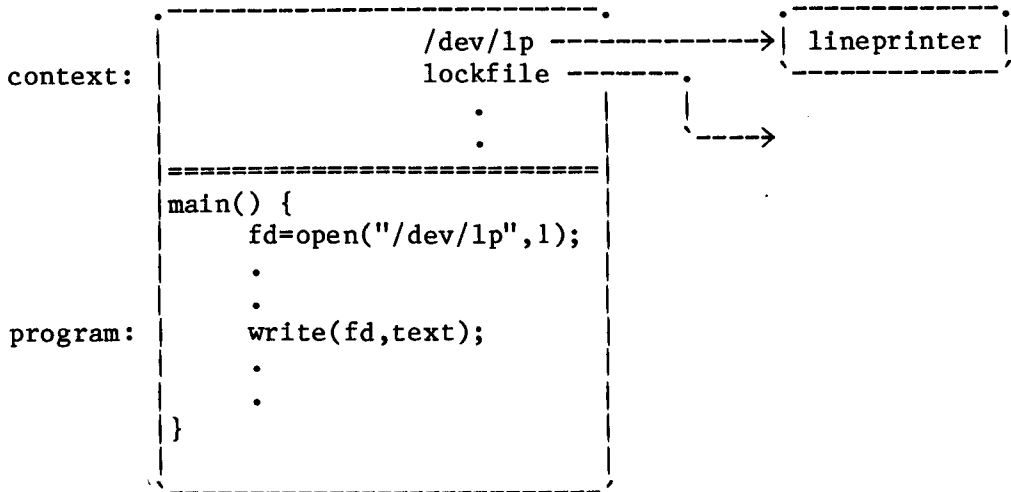 /dev/lp lineprinter
context: lockfile
main() {
fd=open("/dev/lp",1);
program: write(fd,text);
}